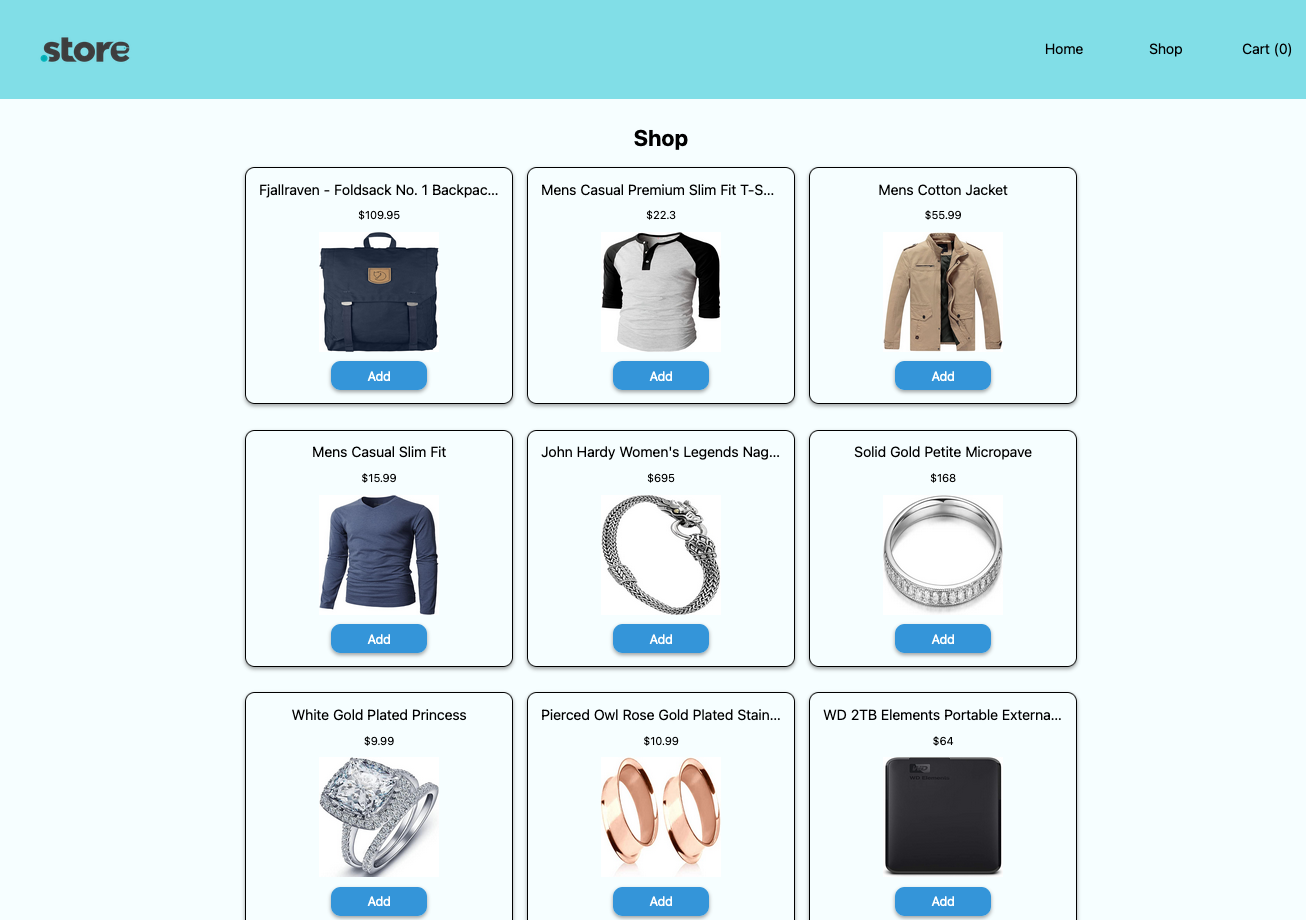 .store
Home Shop Cart (0)
Shop
Fjallraven - Foldsack No. 1 Backpac... Mens Casual Premium Slim Fit T-S... Mens Cotton Jacket
$109.95 $22.3 $55.99
Add Add Add
Mens Casual Slim Fit John Hardy Women's Legends Nag... Solid Gold Petite Micropave
$15.99 $695 $168
Add Add Add
White Gold Plated Princess Pierced Owl Rose Gold Plated Stain... WD 2TB Elements Portable Externa...
$9.99 $10.99 $64
WD
WD Elements
Add Add Add